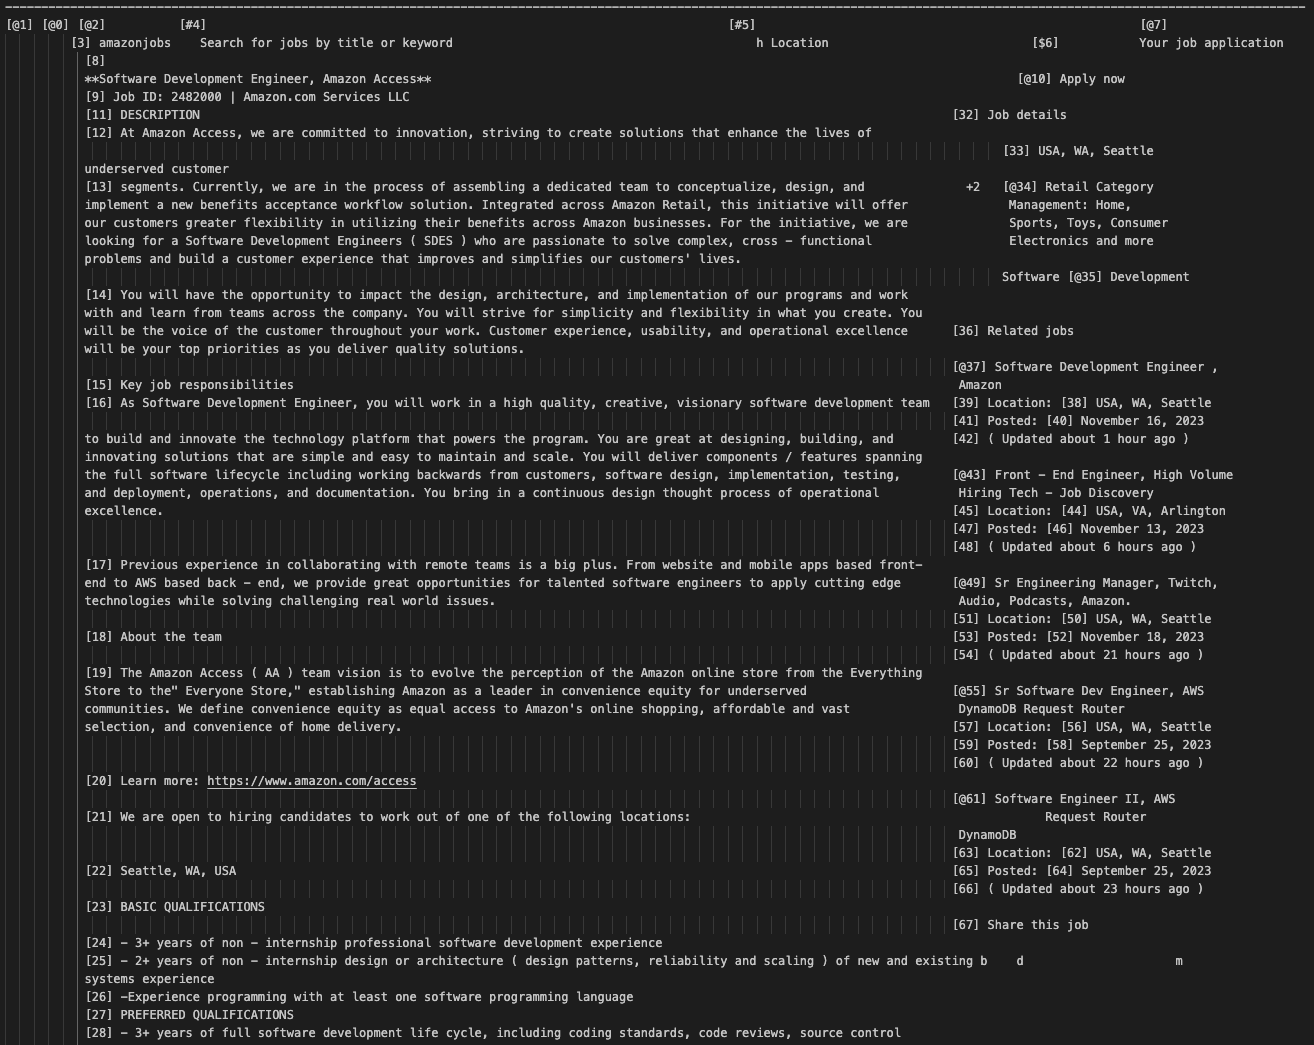 [@1] [@0] [@2] [#4] [#5] [@7]
[3] amazonjobs Search for jobs by title or keyword h Location [$6] Your job application
[8]
**Software Development Engineer, Amazon Access** [@10] Apply now
[9] Job ID: 2482000 | Amazon.com Services LLC
[11] DESCRIPTION
[12] At Amazon Access, we are committed to innovation, striving to create solutions that enhance the lives of
underserved customer
[13] segments. Currently, we are in the process of assembling a dedicated team to conceptualize, design, and
implement a new benefits acceptance workflow solution. Integrated across Amazon Retail, this initiative will offer
our customers greater flexibility in utilizing their benefits across Amazon businesses. For the initiative, we are
looking for a Software Development Engineers ( SDES ) who are passionate to solve complex, cross - functional
problems and build a customer experience that improves and simplifies our customers' lives.
[14] You will have the opportunity to impact the design, architecture, and implementation of our programs and work
with and learn from teams across the company. You will strive for simplicity and flexibility in what you create. You
will be the voice of the customer throughout your work. Customer experience, usability, and operational excellence
will be your top priorities as you deliver quality solutions.
[15] Key job responsibilities
[16] As Software Development Engineer, you will work in a high quality, creative, visionary software development team
to build and innovate the technology platform that powers the program. You are great at designing, building, and
innovating solutions that are simple and easy to maintain and scale. You will deliver components / features spanning
the full software lifecycle including working backwards from customers, software design, implementation, testing,
and deployment, operations, and documentation. You bring in a continuous design thought process of operational
excellence.
[17] Previous experience in collaborating with remote teams is a big plus. From website and mobile apps based front-
end to AWS based back - end, we provide great opportunities for talented software engineers to apply cutting edge
technologies while solving challenging real world issues.
[18] About the team
[19] The Amazon Access ( AA ) team vision is to evolve the perception of the Amazon online store from the Everything
Store to the" Everyone Store," establishing Amazon as a leader in convenience equity for underserved
communities. We define convenience equity as equal access to Amazon's online shopping, affordable and vast
selection, and convenience of home delivery.
[20] Learn more: https://www.amazon.com/access
[21] We are open to hiring candidates to work out of one of the following locations:
[22] Seattle, WA, USA
[23] BASIC QUALIFICATIONS
[24] - 3+ years of non - internship professional software development experience
[25] - 2+ years of non - internship design or architecture ( design patterns, reliability and scaling ) of new and existing b d m
systems experience
[26] -Experience programming with at least one software programming language
[27] PREFERRED QUALIFICATIONS
[28] - 3+ years of full software development life cycle, including coding standards, code reviews, source control
[32] Job details
[33] USA, WA, Seattle
+2 [@34] Retail Category
Management: Home,
Sports, Toys, Consumer
Electronics and more
Software [@35] Development
[36] Related jobs
[@37] Software Development Engineer ,
Amazon
[39] Location: [38] USA, WA, Seattle
[41] Posted: [40] November 16, 2023
[42] ( Updated about 1 hour ago )
[@43] Front - End Engineer, High Volume
Hiring Tech - Job Discovery
[45] Location: [44] USA, VA, Arlington
[47] Posted: [46] November 13, 2023
[48] ( Updated about 6 hours ago )
[@49] Sr Engineering Manager, Twitch,
Audio, Podcasts, Amazon.
[51] Location: [50] USA, WA, Seattle
[53] Posted: [52] November 18, 2023
[54] ( Updated about 21 hours ago )
[@55] Sr Software Dev Engineer, AWS
DynamoDB Request Router
[57] Location: [56] USA, WA, Seattle
[59] Posted: [58] September 25, 2023
[60] ( Updated about 22 hours ago )
[@61] Software Engineer II, AWS
Request Router
DynamoDB
[63] Location: [62] USA, WA, Seattle
[65] Posted: [64] September 25, 2023
[66] ( Updated about 23 hours ago )
[67] Share this job